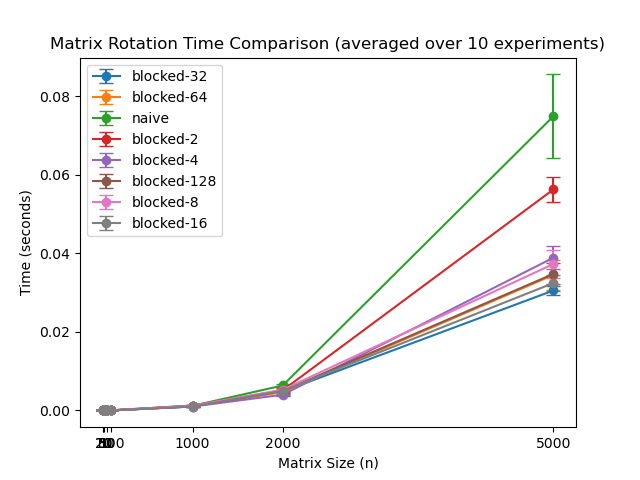 Matrix Rotation Time Comparison (averaged over 10 experiments)
blocked-32
blocked-64
naive
blocked-2
blocked-4
blocked-128
blocked-8
blocked-16
0.08
0.06
0.04
0.02
0.00
Time (seconds)
1000
2000
5000
Matrix Size (n)